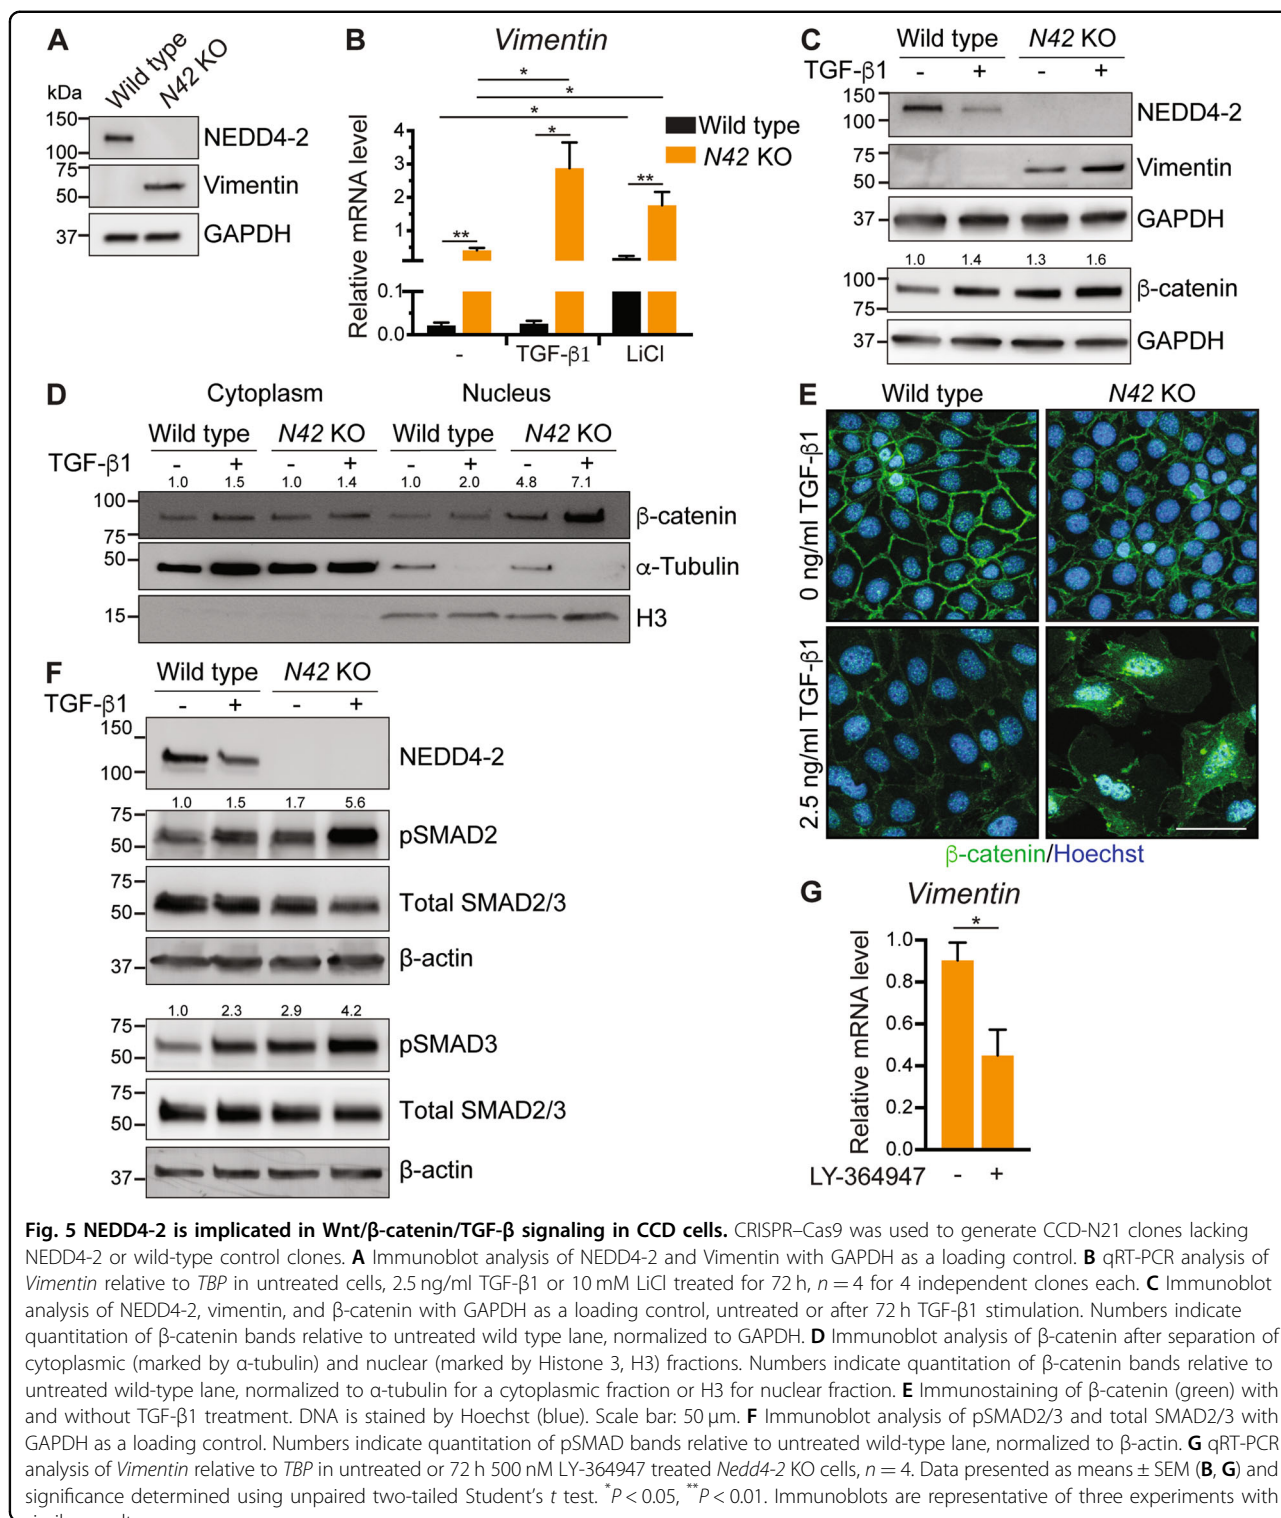 A
Wild type
N42 KO
kDa
150
100
NEDD4-2
75
50
Vimentin
37
GAPDH
B
Vimentin
*
*
*
*
**
**
Wild type
N42 KO
Relative mRNA level
4
3
2
1
0.1
0.0
-
TGF-β1
LiCl
C
Wild type N42 KO
TGF-β1 - + - +
150
100
NEDD4-2
75
50
Vimentin
37
GAPDH
1.0 1.4 1.3 1.6
100
75
β-catenin
37
GAPDH
D
Cytoplasm Nucleus
Wild type N42 KO Wild type N42 KO
TGF-β1 - + - + - + - +
1.0 1.5 1.0 1.4 1.0 2.0 4.8 7.1
100
75
β-catenin
50
α-Tubulin
15
H3
E
Wild type N42 KO
0 ng/ml TGF-β1
2.5 ng/ml TGF-β1
β-catenin/Hoechst
F
Wild type N42 KO
TGF-β1 - + - +
150
100
NEDD4-2
1.0 1.5 1.7 5.6
75
50
pSMAD2
75
50
Total SMAD2/3
37
β-actin
1.0 2.3 2.9 4.2
75
50
pSMAD3
75
50
Total SMAD2/3
37
β-actin
G
Vimentin
*
Relative mRNA level
1.0
0.8
0.6
0.4
0.2
0.0
LY-364947 - +
Fig. 5 NEDD4-2 is implicated in Wnt/β-catenin/TGF-β signaling in CCD cells. CRISPR–Cas9 was used to generate CCD-N21 clones lacking
NEDD4-2 or wild-type control clones. A Immunoblot analysis of NEDD4-2 and Vimentin with GAPDH as a loading control. B qRT-PCR analysis of
Vimentin relative to TBP in untreated cells, 2.5 ng/ml TGF-β1 or 10 mM LiCl treated for 72 h, n = 4 for 4 independent clones each. C Immunoblot
analysis of NEDD4-2, vimentin, and β-catenin with GAPDH as a loading control, untreated or after 72 h TGF-β1 stimulation. Numbers indicate
quantitation of β-catenin bands relative to untreated wild type lane, normalized to GAPDH. D Immunoblot analysis of β-catenin after separation of
cytoplasmic (marked by α-tubulin) and nuclear (marked by Histone 3, H3) fractions. Numbers indicate quantitation of β-catenin bands relative to
untreated wild-type lane, normalized to α-tubulin for a cytoplasmic fraction or H3 for nuclear fraction. E Immunostaining of β-catenin (green) with
and without TGF-β1 treatment. DNA is stained by Hoechst (blue). Scale bar: 50 µm. F Immunoblot analysis of pSMAD2/3 and total SMAD2/3 with
GAPDH as a loading control. Numbers indicate quantitation of pSMAD bands relative to untreated wild-type lane, normalized to β-actin. G qRT-PCR
analysis of Vimentin relative to TBP in untreated or 72 h 500 nM LY-364947 treated Nedd4-2 KO cells, n = 4. Data presented as means ± SEM (B, G) and
significance determined using unpaired two-tailed Student's t test. *P < 0.05, **P < 0.01. Immunoblots are representative of three experiments with